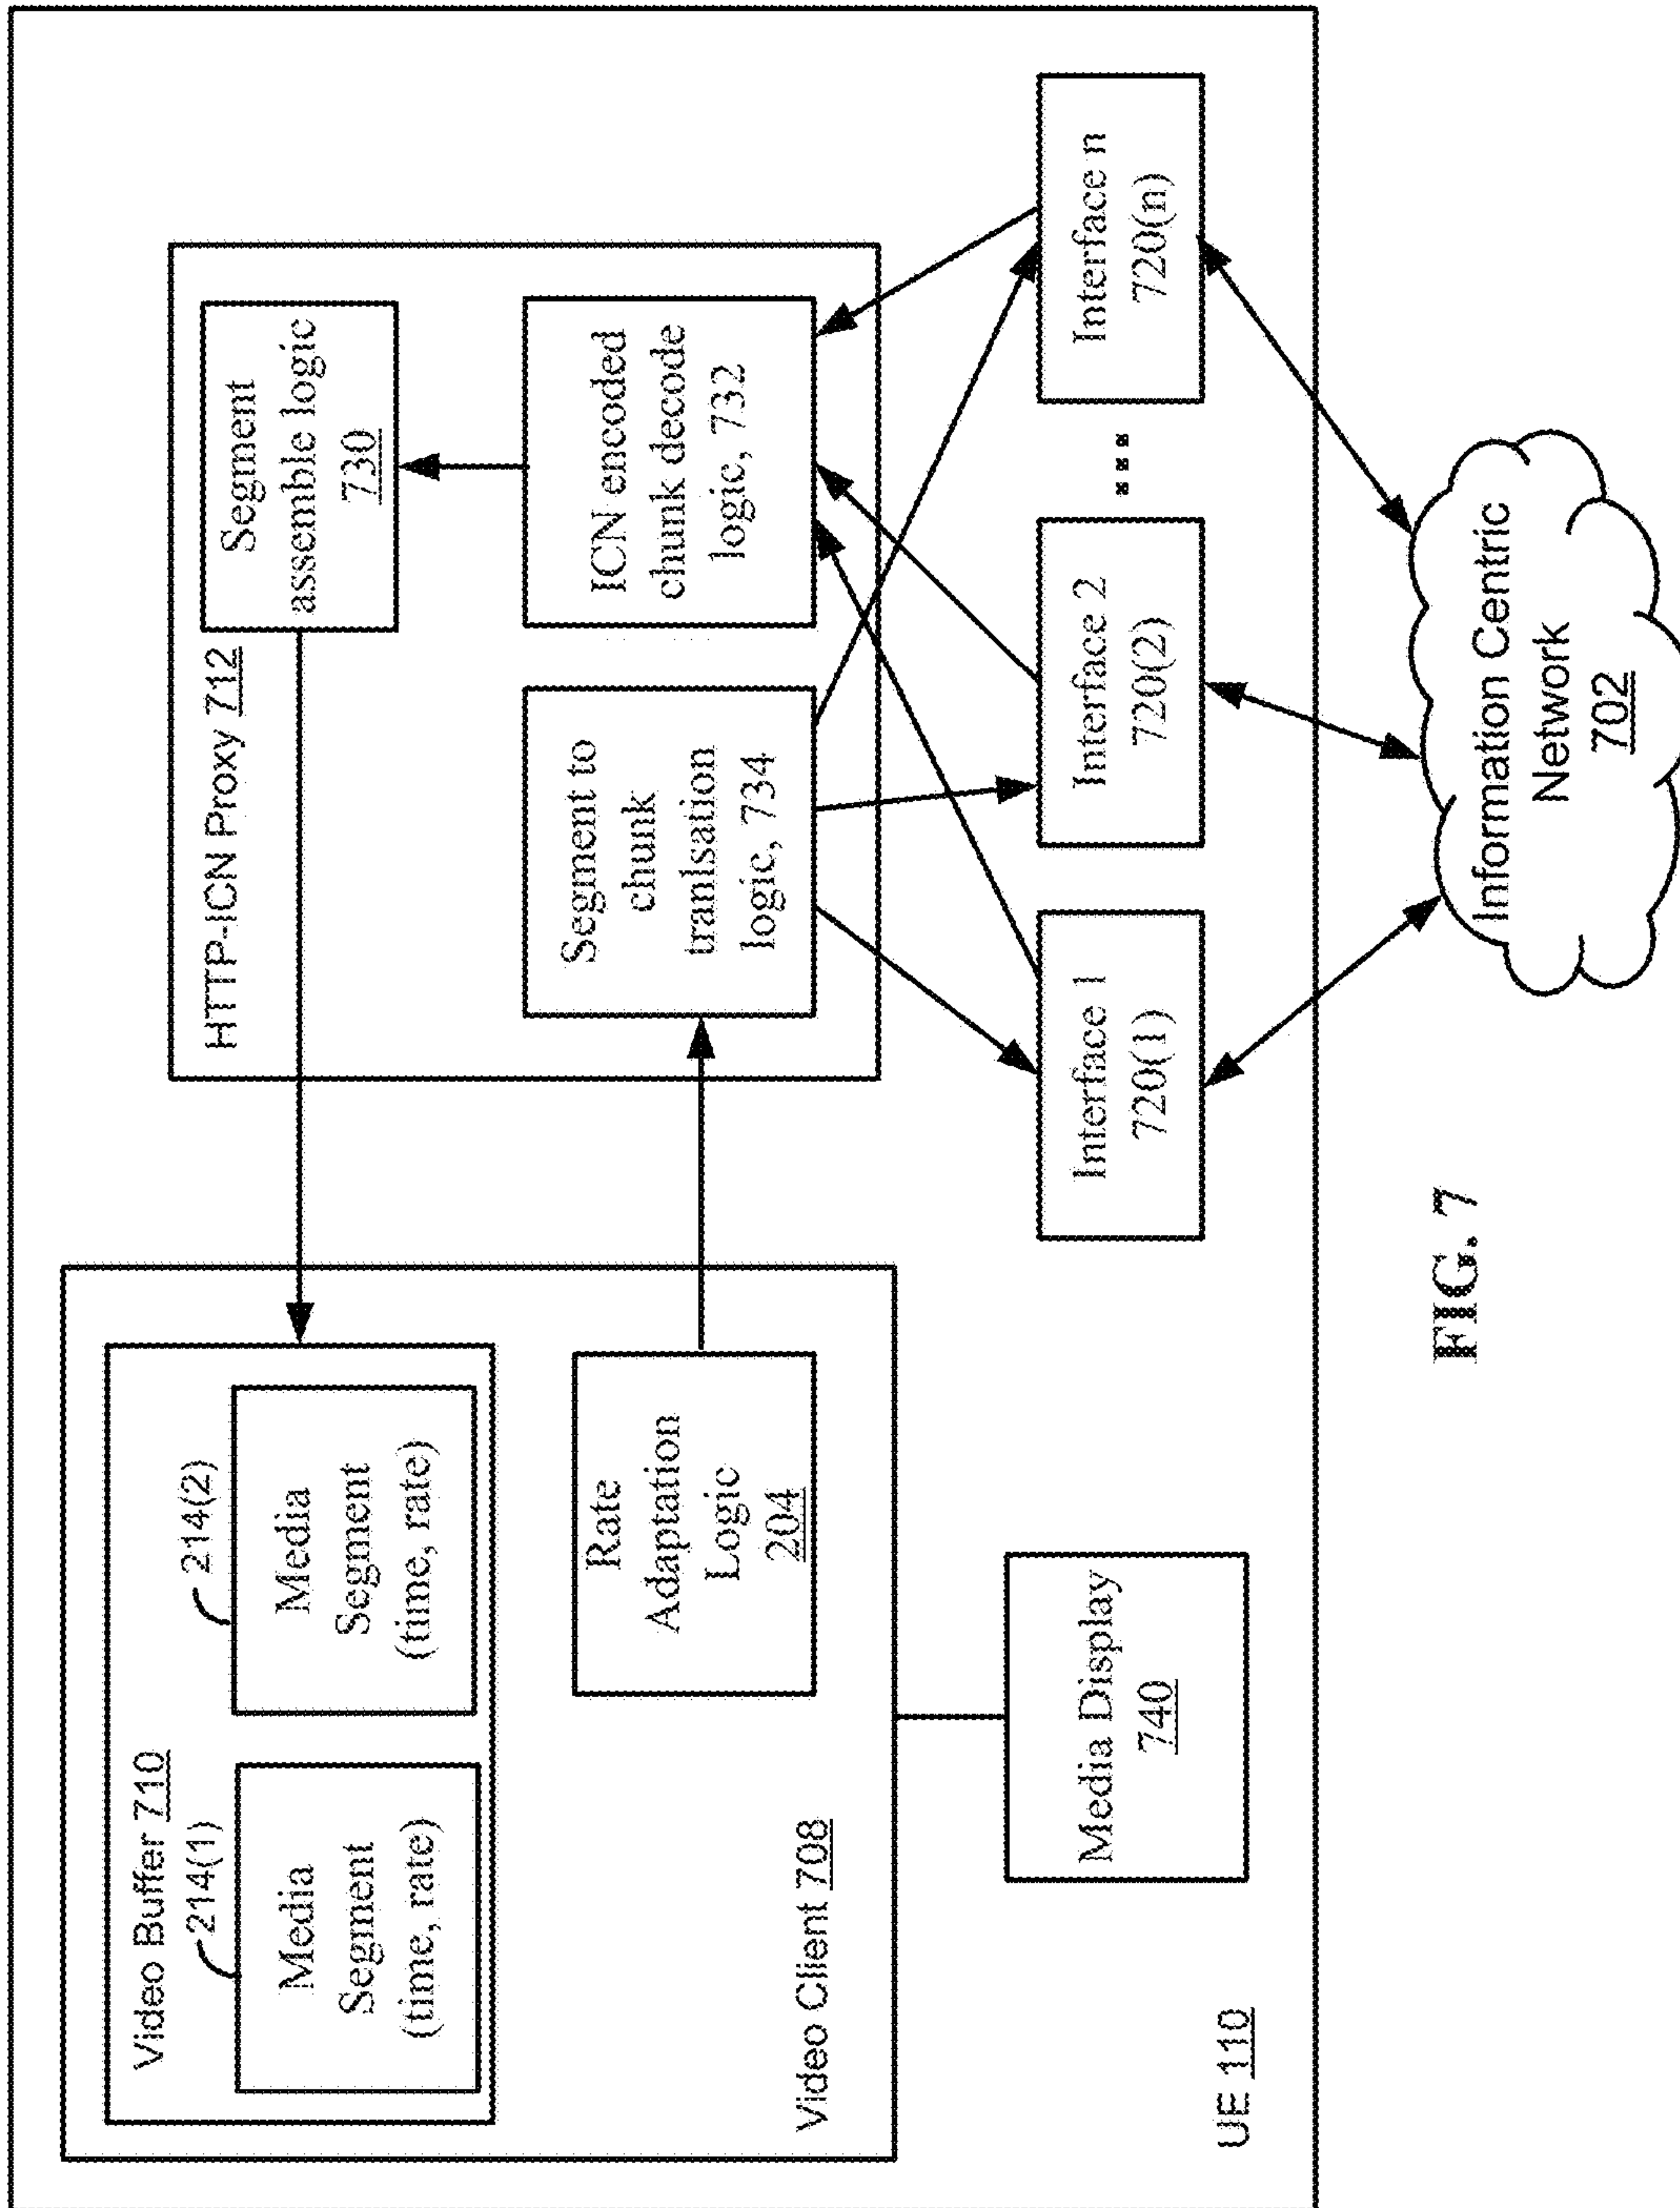 Video Buffer 710
214(1)
Media
Segment
(time, rate)
214(2)
Media
Segment
(time, rate)
Rate
Adaptation
Logic
204
Video Client 708
Media Display
740
UE 110
HTTP-ICN Proxy 712
Segment
assemble logic
730
Segment to
chunk
tranlsation
logic, 734
ICN encoded
chunk decode
logic, 732
Interface 1
720(1)
Interface 2
720(2)
...
Interface n
720(n)
Information Centric
Network
702
FIG. 7